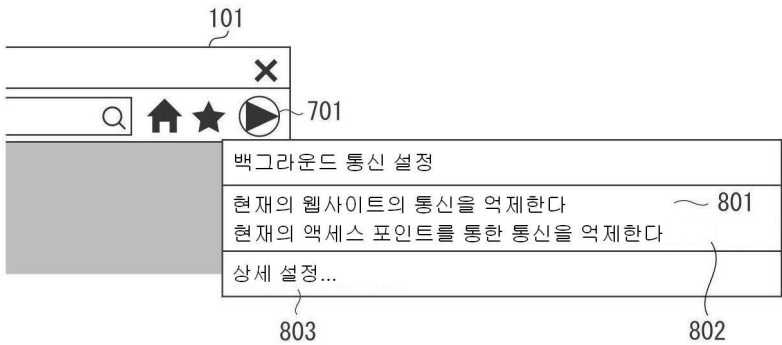 101
701
백그라운드 통신 설정
현재의 웹사이트의 통신을 억제한다
801
현재의 액세스 포인트를 통한 통신을 억제한다
상세 설정...
803
802